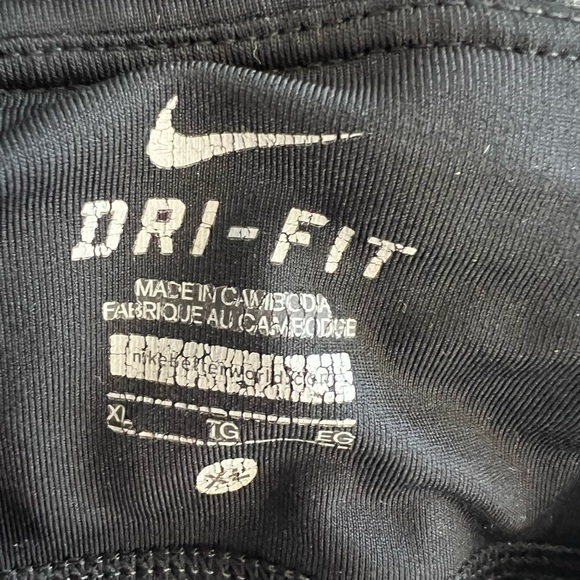 DRI-FIT
MADE IN CAMBODIA
FABRIQUE AU CAMBODGE
nikebetterworld.com
XL TG EG